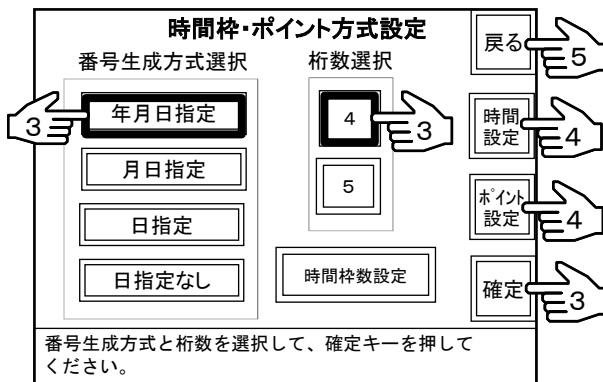 時間枠・ポイント方式設定
戻る
5
番号生成方式選択
桁数選択
年月日指定
3
4
3
時間
設定
4
月日指定
5
ポイント
設定
4
日指定
日指定なし
時間枠数設定
確定
3
番号生成方式と桁数を選択して、確定キーを押して
ください。